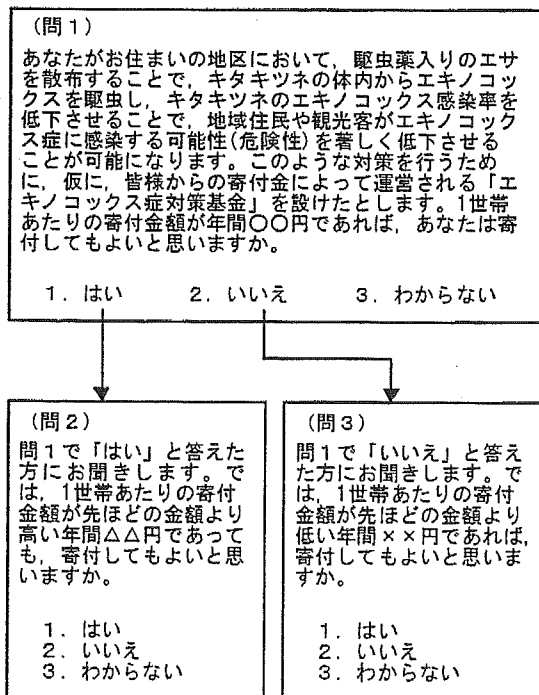 (問1)
あなたがお住まいの地区において，駆虫薬入りのエサ
を散布することで，キタキツネの体内からエキノコッ
クスを駆虫し，キタキツネのエキノコックス感染率を
低下させることで，地域住民や観光客がエキノコック
ス症に感染する可能性(危険性)を著しく低下させる
ことが可能になります。このような対策を行うため
に，仮に，皆様からの寄付金によって運営される「エ
キノコックス症対策基金」を設けたとします。1世帯
あたりの寄付金額が年間〇〇円であれば，あなたは寄
付してもよいと思いますか。
1．はい　2．いいえ　3．わからない
(問2)
問1で「はい」と答えた
方にお聞きします。で
は，1世帯あたりの寄付
金額が先ほどの金額より
高い年間△△円であって
も，寄付してもよいと思
いますか。
1．はい
2．いいえ
3．わからない
(問3)
問1で「いいえ」と答え
た方にお聞きします。で
は，1世帯あたりの寄付
金額が先ほどの金額より
低い年間××円であれば，
寄付してもよいと思いま
すか。
1．はい
2．いいえ
3．わからない